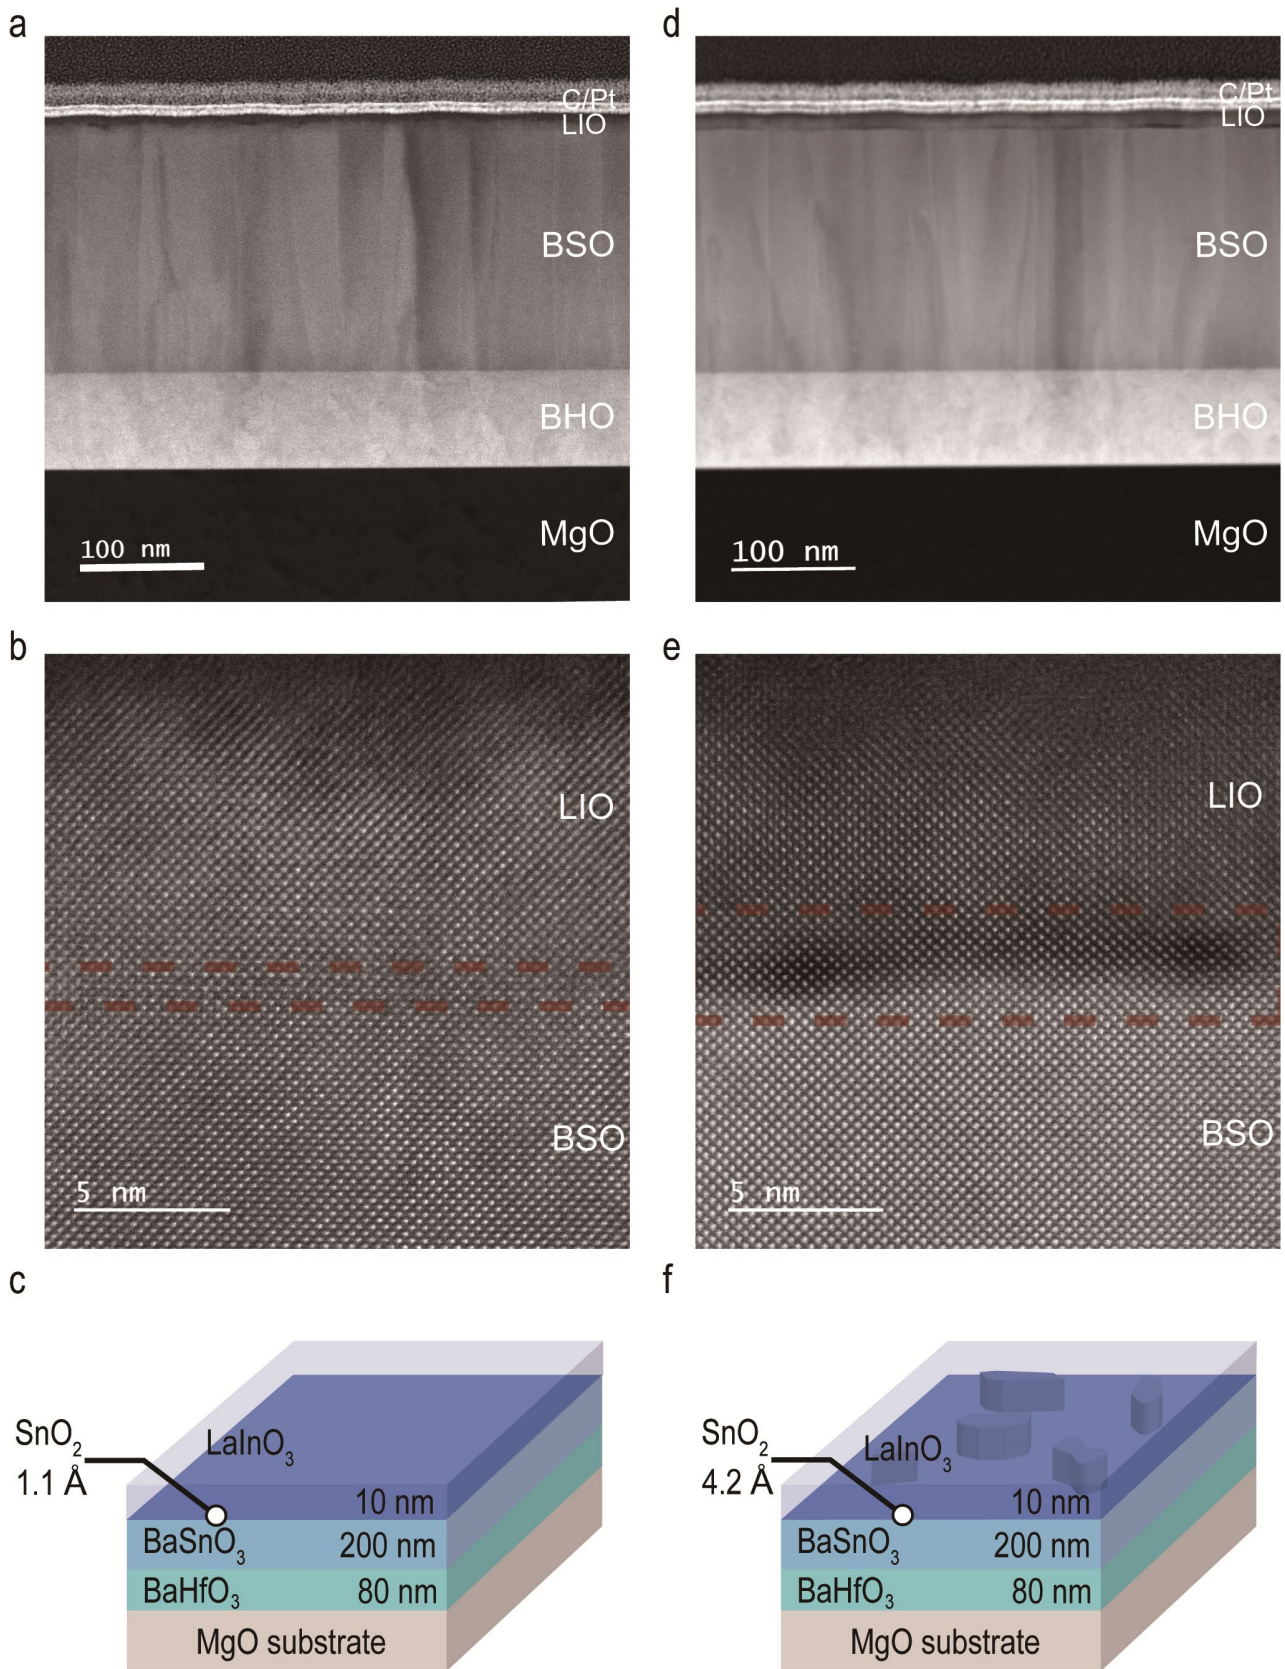 a
C/Pt
LIO
BSO
BHO
MgO
100 nm
b
LIO
BSO
5 nm
c
SnO₂
1.1 Å
LaInO₃
10 nm
BaSnO₃ 200 nm
BaHfO₃ 80 nm
MgO substrate
d
C/Pt
LIO
BSO
BHO
MgO
100 nm
e
LIO
BSO
5 nm
f
SnO₂
4.2 Å
LaInO₃
10 nm
BaSnO₃ 200 nm
BaHfO₃ 80 nm
MgO substrate